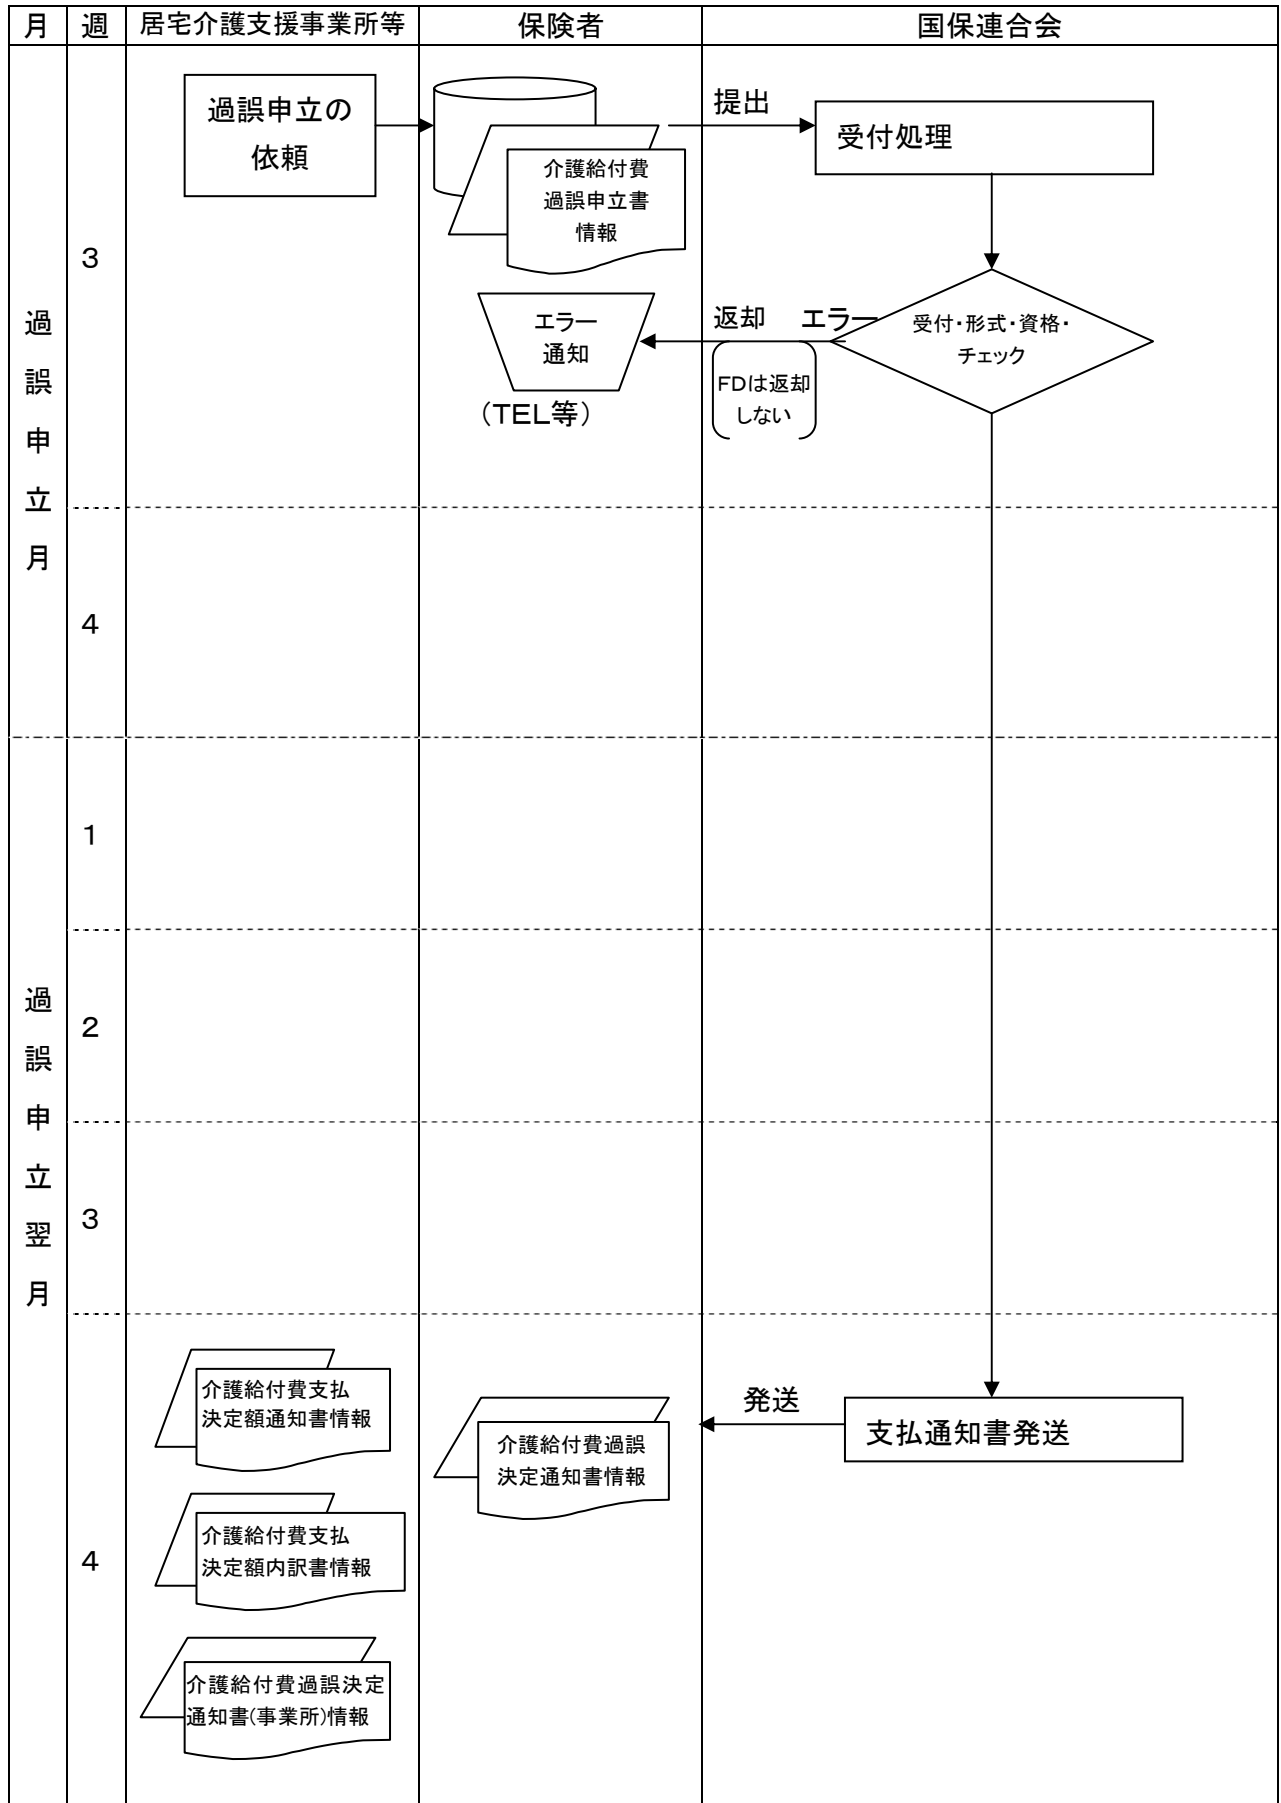 月 週 居宅介護支援事業所等 保険者 国保連合会
過誤申立月
3
過誤申立の
依頼
介護給付費
過誤申立書
情報
提出
受付処理
エラー
通知
(TEL等)
返却 エラー
FDは返却
しない
受付・形式・資格・
チェック
4
過誤申立翌月
1
2
3
4
介護給付費支払
決定額通知書情報
介護給付費支払
決定額内訳書情報
介護給付費過誤決定
通知書(事業所)情報
介護給付費過誤
決定通知書情報
発送
支払通知書発送